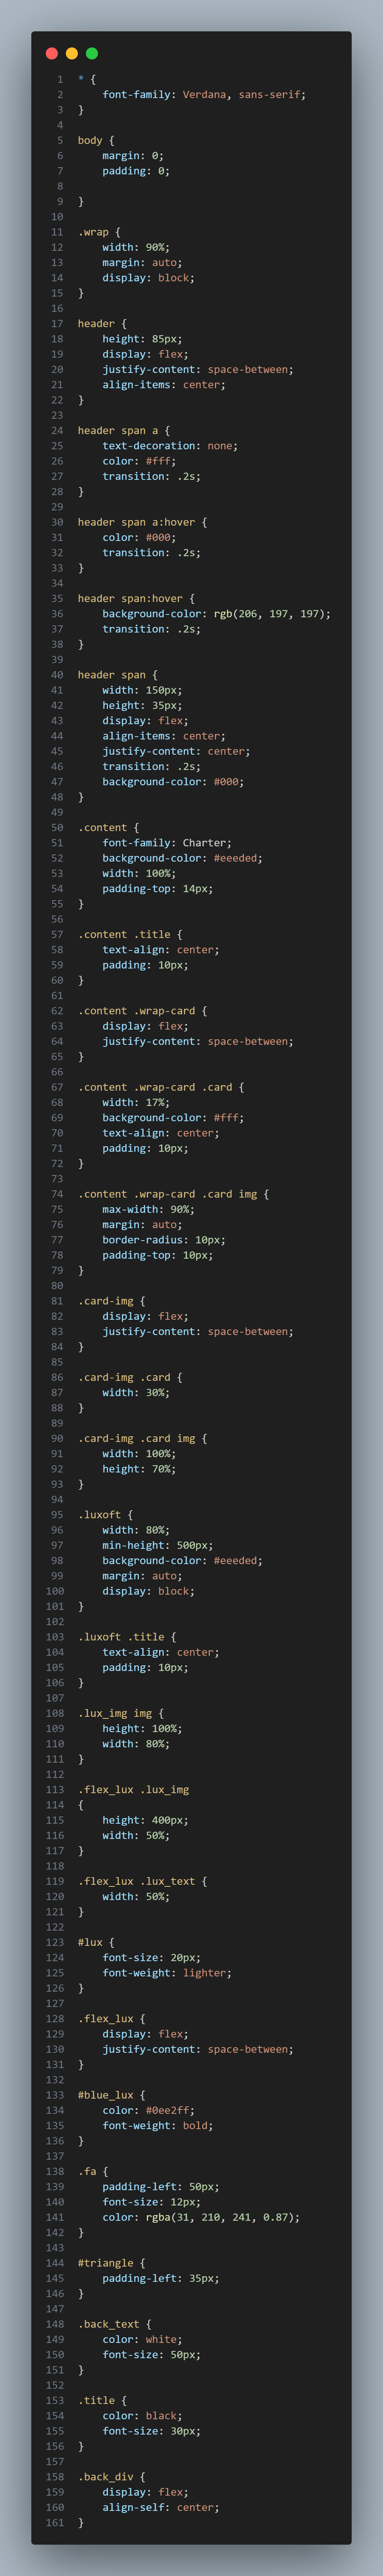 1 * {
2 font-family: Verdana, sans-serif;
3 }
4
5 body {
6 margin: 0;
7 padding: 0;
8
9 }
10
11 .wrap {
12 width: 90%;
13 margin: auto;
14 display: block;
15 }
16
17 header {
18 height: 85px;
19 display: flex;
20 justify-content: space-between;
21 align-items: center;
22 }
23
24 header span a {
25 text-decoration: none;
26 color: #fff;
27 transition: .2s;
28 }
29
30 header span a:hover {
31 color: #000;
32 transition: .2s;
33 }
34
35 header span:hover {
36 background-color: rgb(206, 197, 197);
37 transition: .2s;
38 }
39
40 header span {
41 width: 150px;
42 height: 35px;
43 display: flex;
44 align-items: center;
45 justify-content: center;
46 transition: .2s;
47 background-color: #000;
48 }
49
50 .content {
51 font-family: Charter;
52 background-color: #eeeded;
53 width: 100%;
54 padding-top: 14px;
55 }
56
57 .content .title {
58 text-align: center;
59 padding: 10px;
60 }
61
62 .content .wrap-card {
63 display: flex;
64 justify-content: space-between;
65 }
66
67 .content .wrap-card .card {
68 width: 17%;
69 background-color: #fff;
70 text-align: center;
71 padding: 10px;
72 }
73
74 .content .wrap-card .card img {
75 max-width: 90%;
76 margin: auto;
77 border-radius: 10px;
78 padding-top: 10px;
79 }
80
81 .card-img {
82 display: flex;
83 justify-content: space-between;
84 }
85
86 .card-img .card {
87 width: 30%;
88 }
89
90 .card-img .card img {
91 width: 100%;
92 height: 70%;
93 }
94
95 .luxoft {
96 width: 80%;
97 min-height: 500px;
98 background-color: #eeeded;
99 margin: auto;
100 display: block;
101 }
102
103 .luxoft .title {
104 text-align: center;
105 padding: 10px;
106 }
107
108 .lux_img img {
109 height: 100%;
110 width: 80%;
111 }
112
113 .flex_lux .lux_img
114 {
115 height: 400px;
116 width: 50%;
117 }
118
119 .flex_lux .lux_text {
120 width: 50%;
121 }
122
123 #lux {
124 font-size: 20px;
125 font-weight: lighter;
126 }
127
128 .flex_lux {
129 display: flex;
130 justify-content: space-between;
131 }
132
133 #blue_lux {
134 color: #0ee2ff;
135 font-weight: bold;
136 }
137
138 .fa {
139 padding-left: 50px;
140 font-size: 12px;
141 color: rgba(31, 210, 241, 0.87);
142 }
143
144 #triangle {
145 padding-left: 35px;
146 }
147
148 .back_text {
149 color: white;
150 font-size: 50px;
151 }
152
153 .title {
154 color: black;
155 font-size: 30px;
156 }
157
158 .back_div {
159 display: flex;
160 align-self: center;
161 }